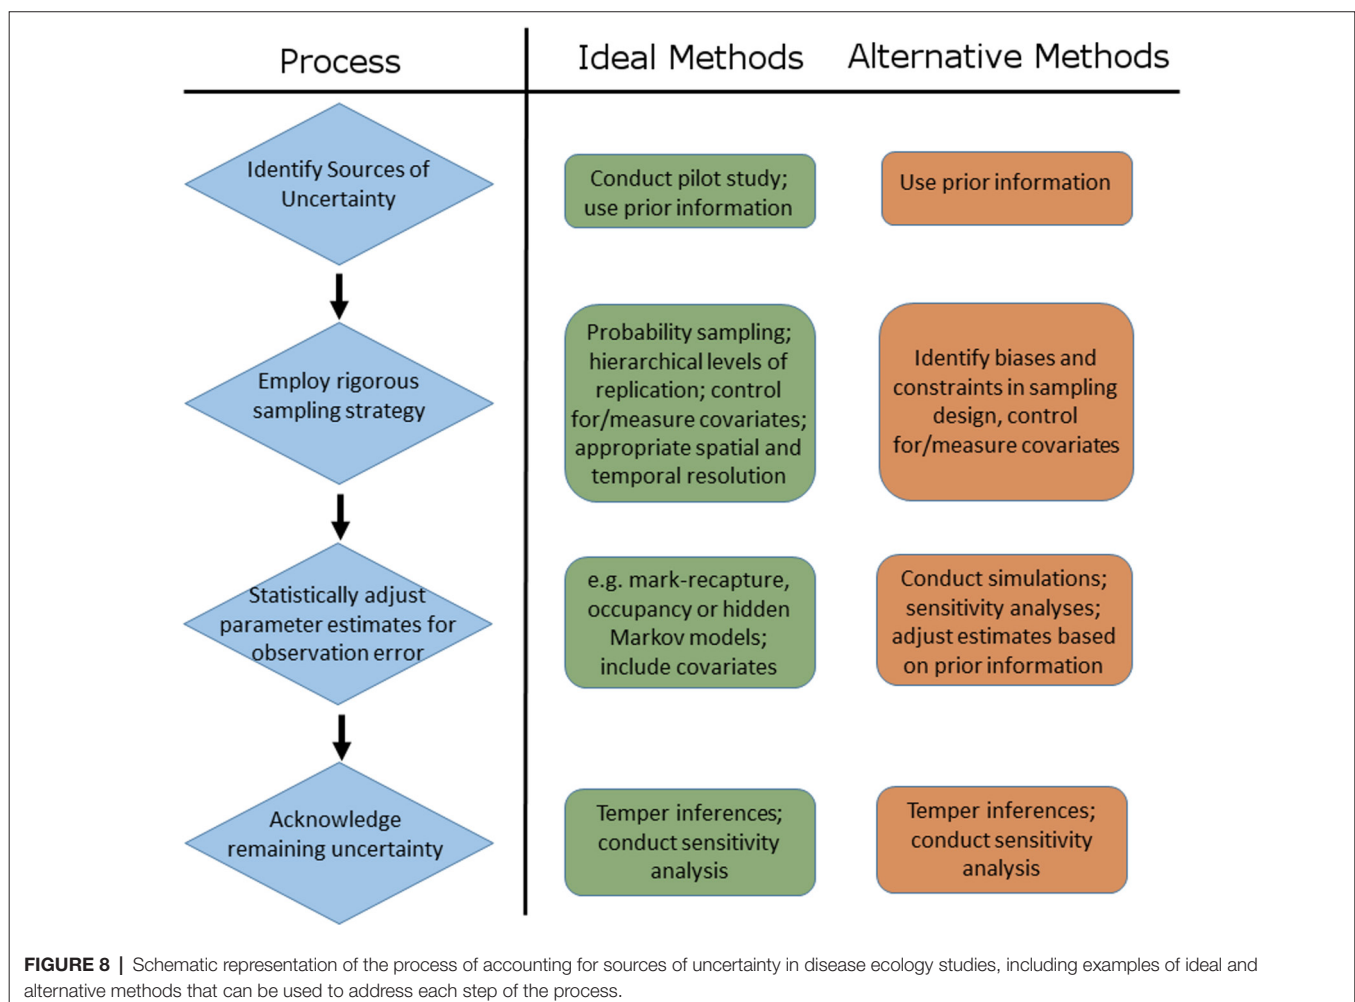 Process
Ideal Methods
Alternative Methods
Identify Sources of
Uncertainty
Conduct pilot study;
use prior information
Use prior information
Employ rigorous
sampling strategy
Probability sampling;
hierarchical levels of
replication; control
for/measure covariates;
appropriate spatial and
temporal resolution
Identify biases and
constraints in sampling
design, control
for/measure covariates
Statistically adjust
parameter estimates for
observation error
e.g. mark-recapture,
occupancy or hidden
Markov models;
include covariates
Conduct simulations;
sensitivity analyses;
adjust estimates based
on prior information
Acknowledge
remaining uncertainty
Temper inferences;
conduct sensitivity
analysis
Temper inferences;
conduct sensitivity
analysis
FIGURE 8 | Schematic representation of the process of accounting for sources of uncertainty in disease ecology studies, including examples of ideal and
alternative methods that can be used to address each step of the process.